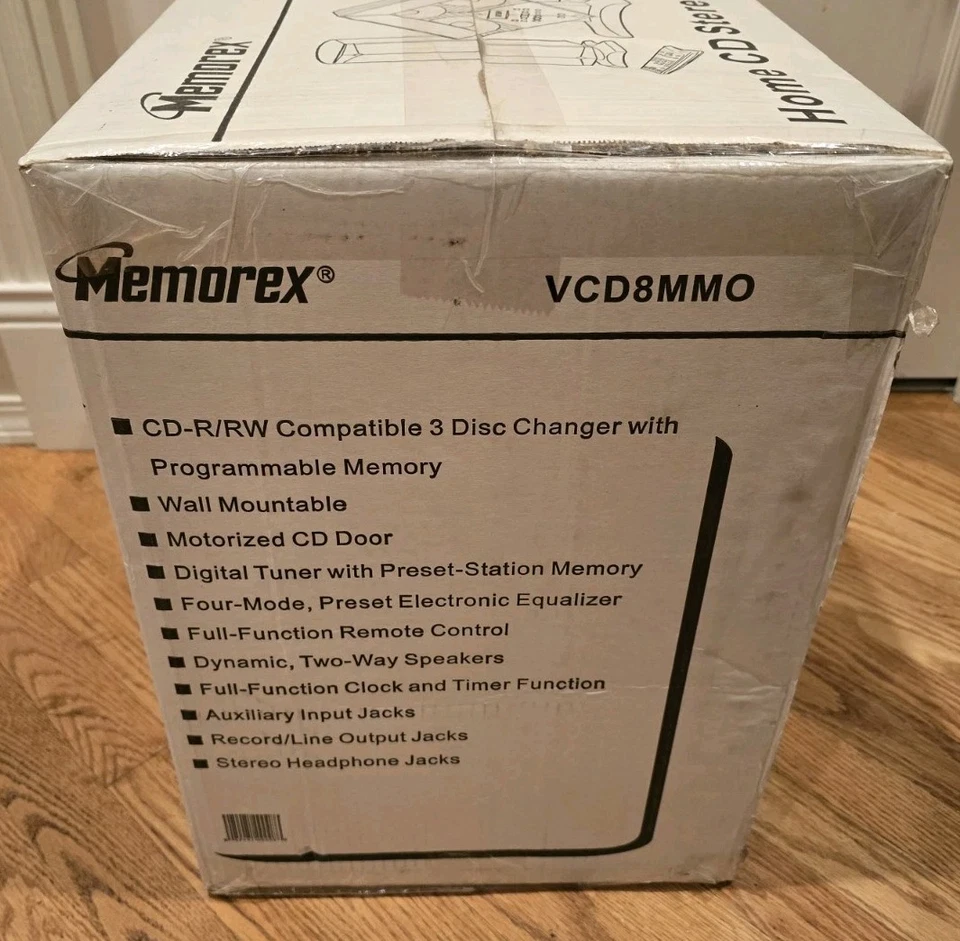 Memorex®
Home CD Stere
Memorex®
VCD8MMO
■ CD-R/RW Compatible 3 Disc Changer with
Programmable Memory
■ Wall Mountable
■ Motorized CD Door
■ Digital Tuner with Preset-Station Memory
■ Four-Mode, Preset Electronic Equalizer
■ Full-Function Remote Control
■ Dynamic, Two-Way Speakers
■ Full-Function Clock and Timer Function
■ Auxiliary Input Jacks
■ Record/Line Output Jacks
■ Stereo Headphone Jacks